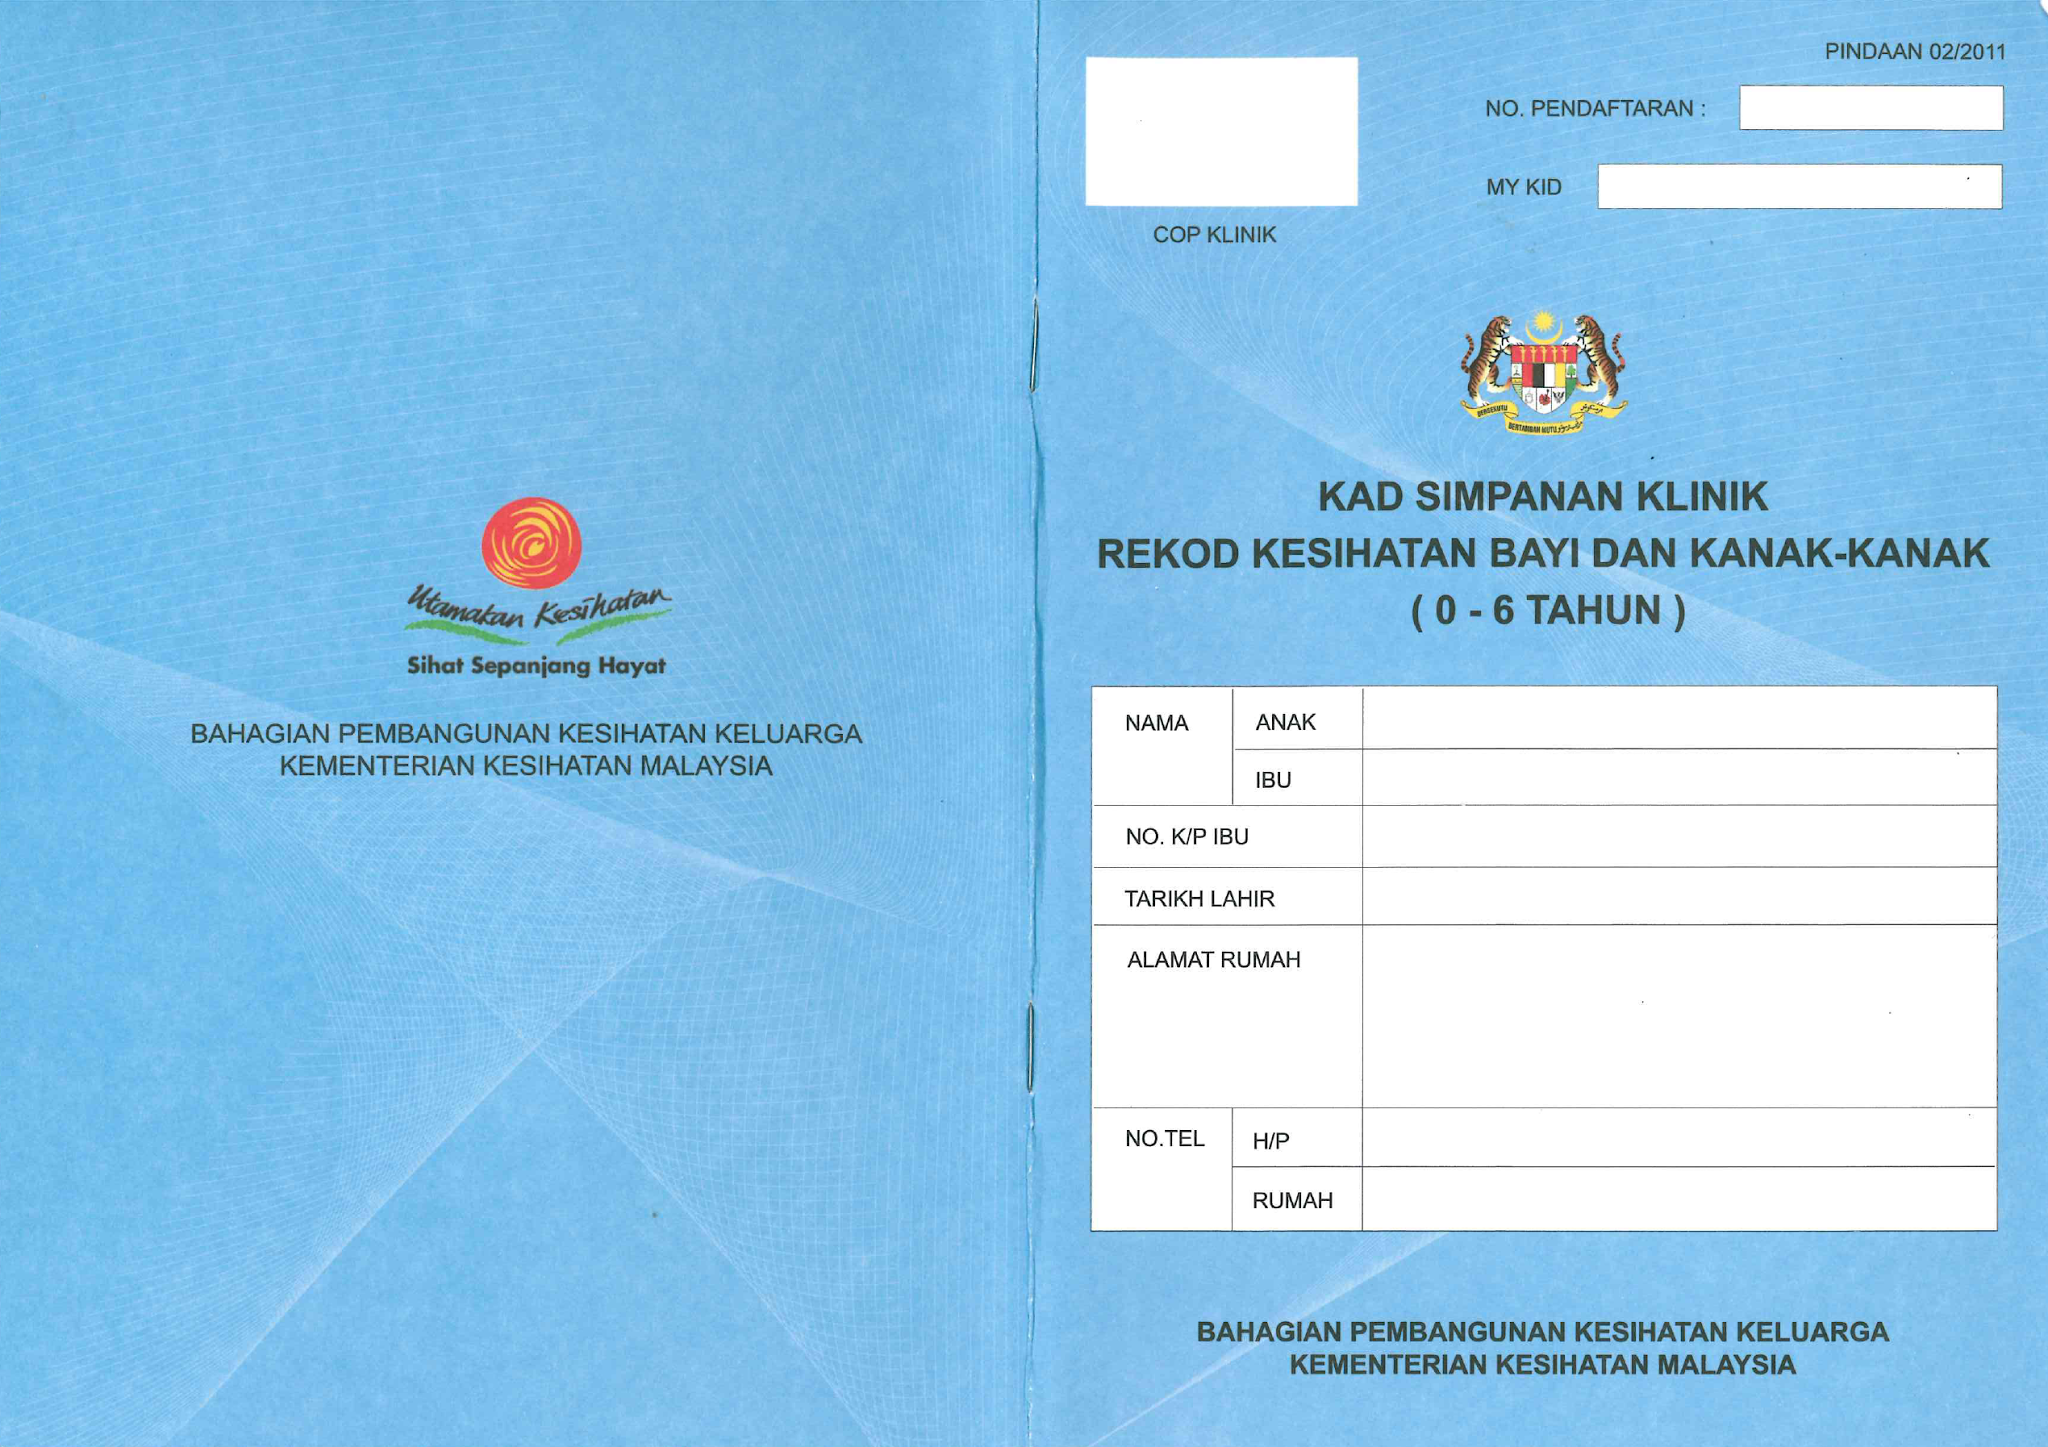 Utamakan Kesihatan
Sihat Sepanjang Hayat
BAHAGIAN PEMBANGUNAN KESIHATAN KELUARGA
KEMENTERIAN KESIHATAN MALAYSIA
PINDAAN 02/2011
NO. PENDAFTARAN :
MY KID
COP KLINIK
BERSEKUTU
BERTAMBAH MUTU
KAD SIMPANAN KLINIK
REKOD KESIHATAN BAYI DAN KANAK-KANAK
( 0 - 6 TAHUN )
NAMA ANAK
IBU
NO. K/P IBU
TARIKH LAHIR
ALAMAT RUMAH
NO.TEL H/P
RUMAH
BAHAGIAN PEMBANGUNAN KESIHATAN KELUARGA
KEMENTERIAN KESIHATAN MALAYSIA